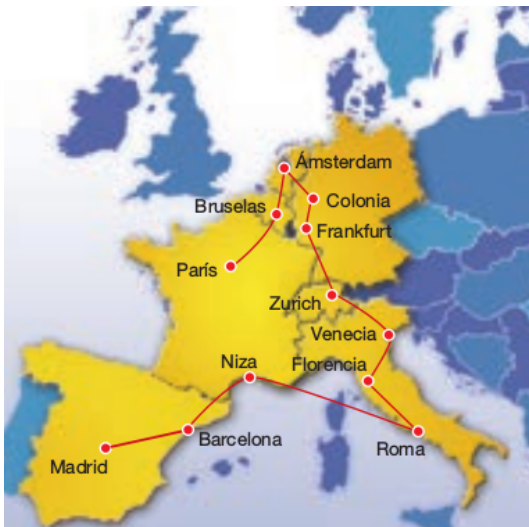 Ámsterdam
Colonia
Bruselas
Frankfurt
París
Zurich
Venecia
Niza
Florencia
Barcelona
Roma
Madrid